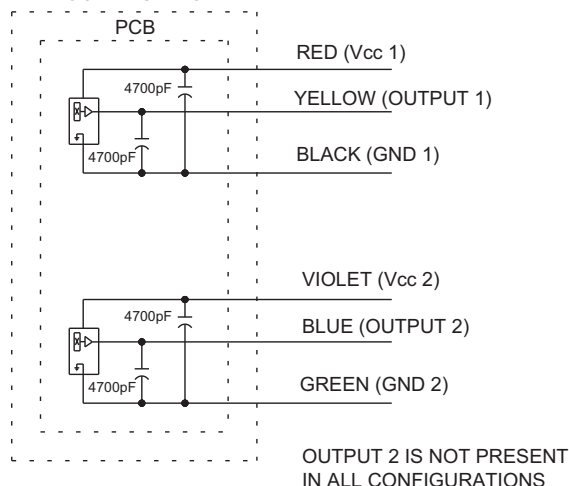 PCB
RED (Vcc 1)
4700pF
YELLOW (OUTPUT 1)
4700pF
BLACK (GND 1)
VIOLET (Vcc 2)
4700pF
BLUE (OUTPUT 2)
4700pF
GREEN (GND 2)
OUTPUT 2 IS NOT PRESENT
IN ALL CONFIGURATIONS